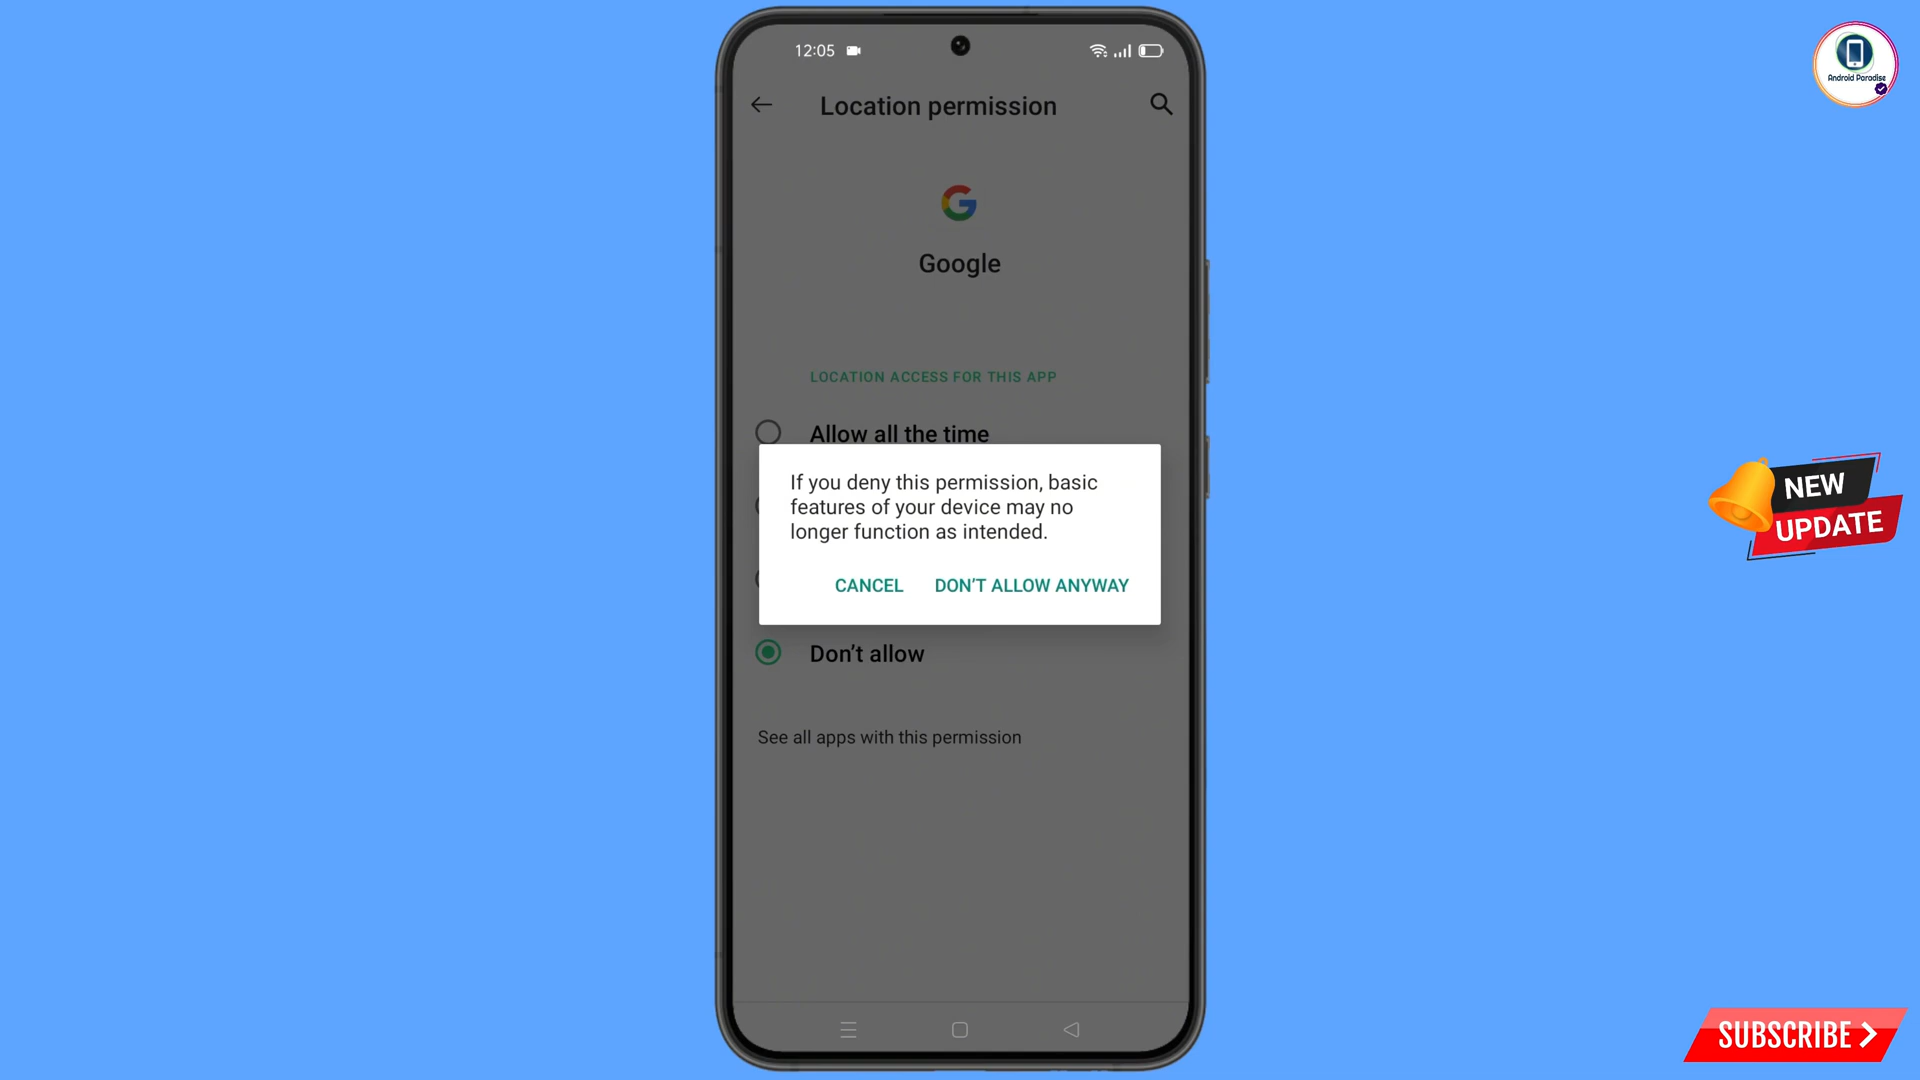 12:05
Android Paradise
Location permission
Google
LOCATION ACCESS FOR THIS APP
Allow all the time
If you deny this permission, basic
features of your device may no
longer function as intended.
NEW
UPDATE
CANCEL DON'T ALLOW ANYWAY
Don't allow
See all apps with this permission
SUBSCRIBE